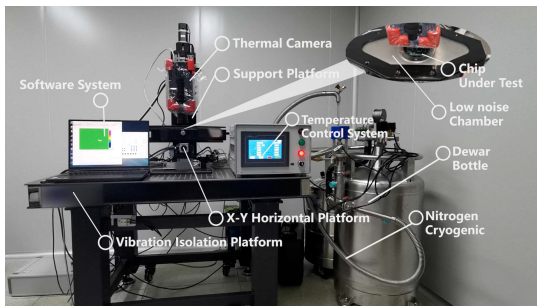 Thermal Camera
Software System
Support Platform
Chip
Under Test
Low noise
Chamber
Temperature
Control System
Dewar
Bottle
X-Y Horizontal Platform
Nitrogen
Cryogenic
Vibration Isolation Platform